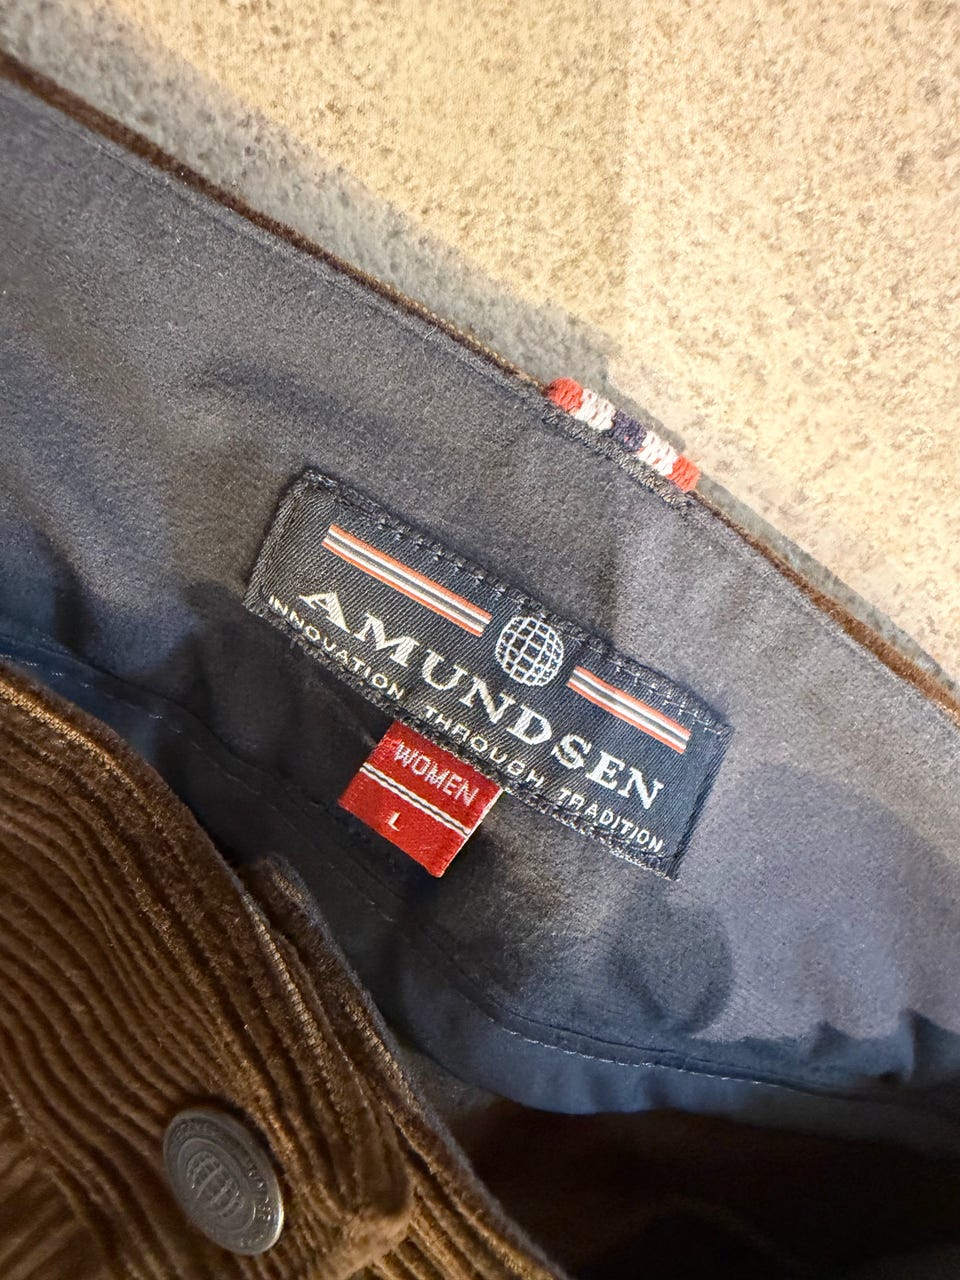 AMUNDSEN
INNOVATION THROUGH TRADITION
WOMEN
L